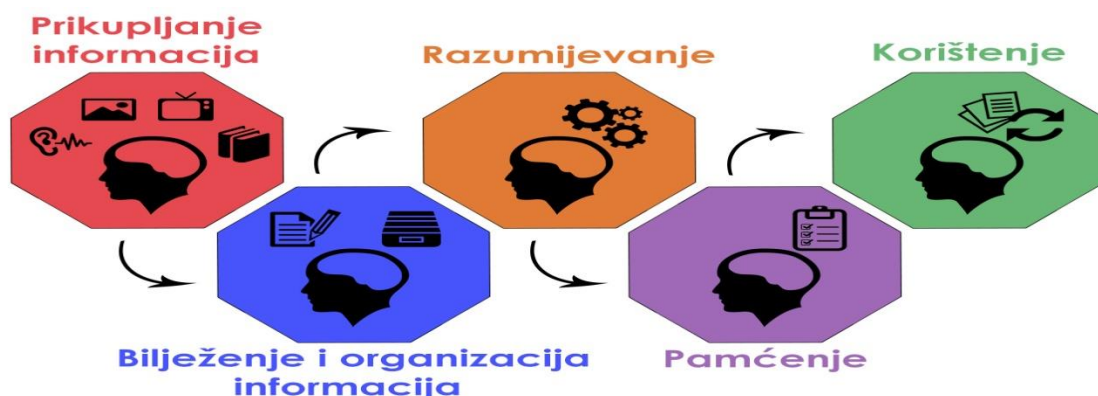 Prikupljanje
informacija
Bilježenje i organizacija
informacija
Razumijevanje
Pamćenje
Korištenje